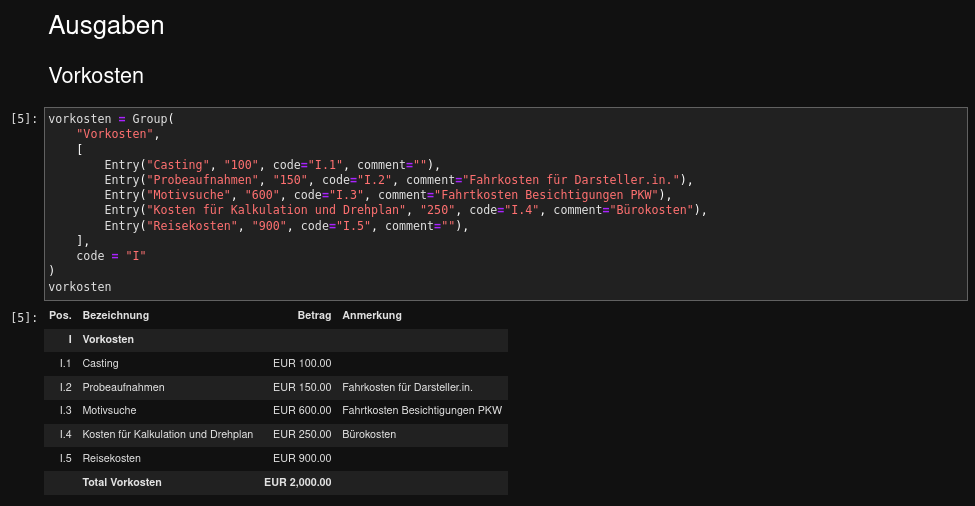 Ausgaben
Vorkosten
[5]: vorkosten = Group(
"Vorkosten",
[
Entry("Casting", "100", code="I.1", comment=""),
Entry("Probeaufnahmen", "150", code="I.2", comment="Fahrkosten für Darsteller.in."),
Entry("Motivsuche", "600", code="I.3", comment="Fahrtkosten Besichtigungen PKW"),
Entry("Kosten für Kalkulation und Drehplan", "250", code="I.4", comment="Bürokosten"),
Entry("Reisekosten", "900", code="I.5", comment=""),
],
code = "I"
)
vorkosten
[5]: Pos. Bezeichnung Betrag Anmerkung
I Vorkosten
I.1 Casting EUR 100.00
I.2 Probeaufnahmen EUR 150.00 Fahrkosten für Darsteller.in.
I.3 Motivsuche EUR 600.00 Fahrtkosten Besichtigungen PKW
I.4 Kosten für Kalkulation und Drehplan EUR 250.00 Bürokosten
I.5 Reisekosten EUR 900.00
Total Vorkosten EUR 2,000.00